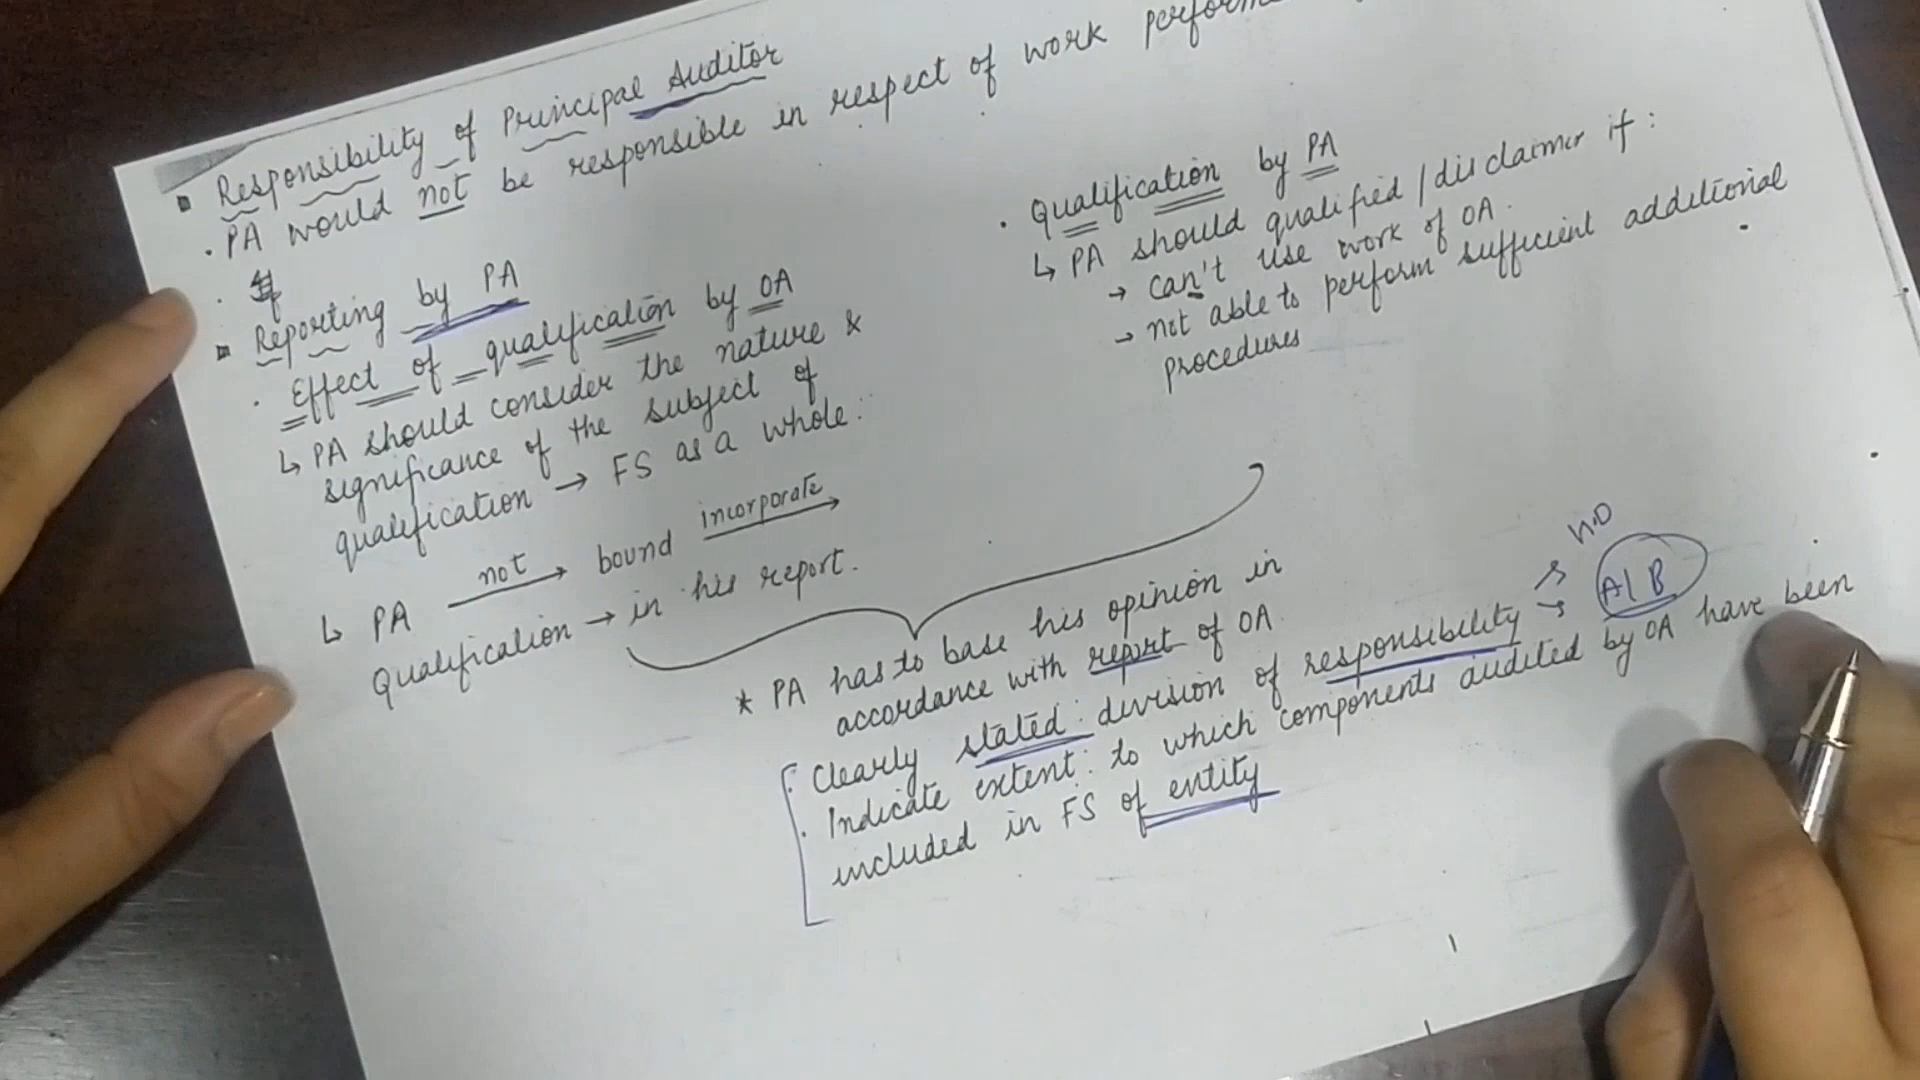 Responsibility of Principal Auditor
PA would not be responsible in respect of work
Reporting by PA
Effect of qualification by OA
PA should consider the nature &
significance of the subject of
qualification → FS as a whole.
PA not bound incorporate
Qualification → in his report.
Qualification by PA
PA should qualified / disclaimer if :
→ can't use work of OA.
→ not able to perform sufficient additional
procedures
* PA has to base his opinion in
accordance with report of OA
Clearly stated : division of responsibility
A/B
Indicate extent : to which components audited by OA have been
included in FS of entity